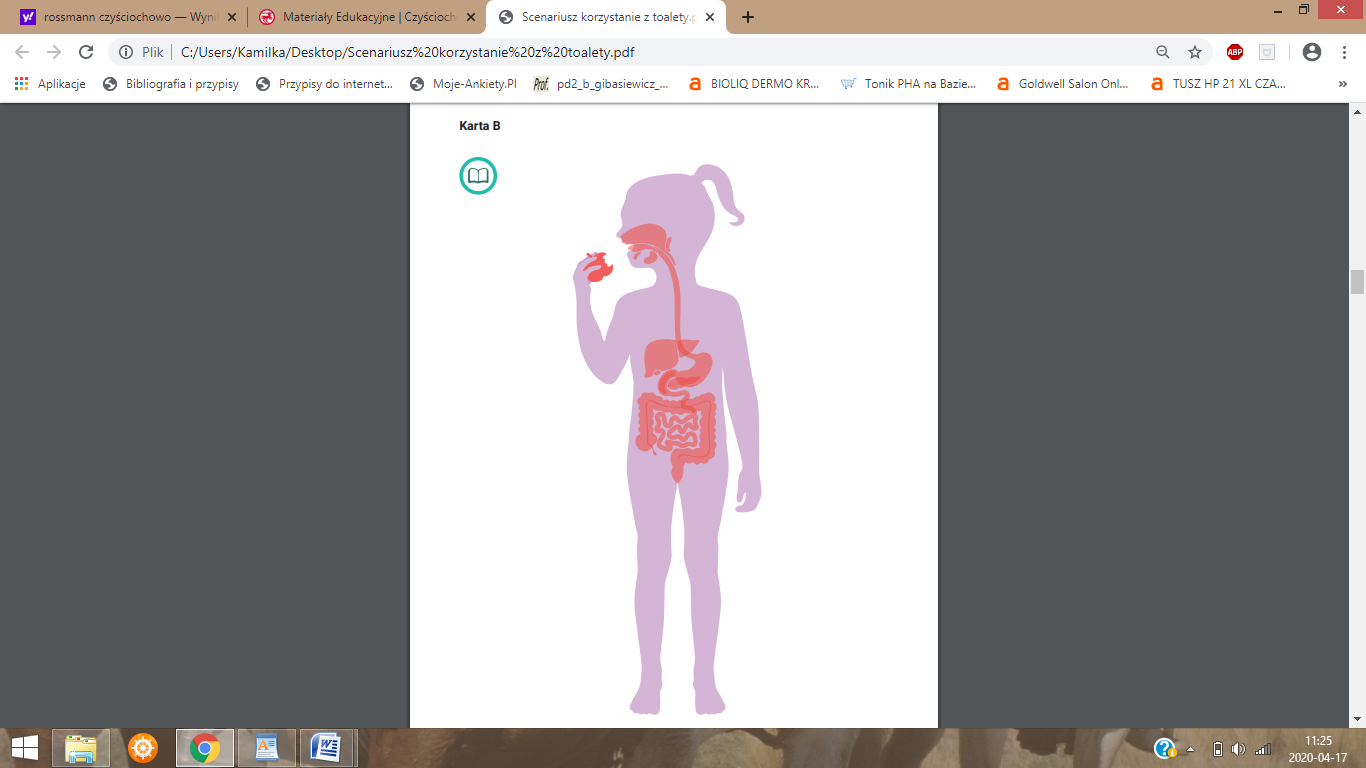 rossmann czyściochowo — Wyni
Materiały Edukacyjne | Czyścioch
Scenariusz korzystanie z toalety.p
Plik
C:/Users/Kamilka/Desktop/Scenariusz%20korzystanie%20z%20toalety.pdf
ABP
Aplikacje
Bibliografia i przypisy
Przypisy do internet...
Moje-Ankiety.Pl
Prof.
pd2_b_gibasiewicz_...
BIOLIQ DERMO KR...
Tonik PHA na Bazie...
Goldwell Salon Onl...
TUSZ HP 21 XL CZA...
Karta B
11:25
2020-04-17